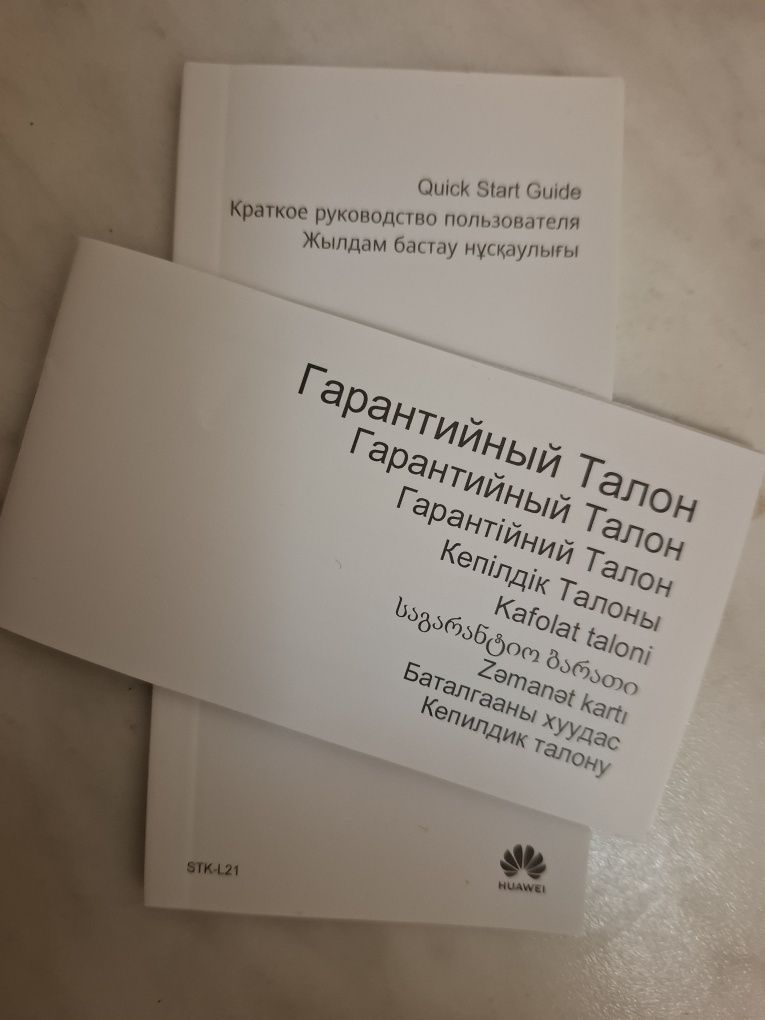 Quick Start Guide
Краткое руководство пользователя
Жылдам бастау нұсқаулығы
Гарантийный Талон
Гарантийный Талон
Гарантійний Талон
Кепілдік Талоны
Kafolat taloni
საგარანტიო ბარათი
Zəmanət kartı
Баталгааны хуудас
Кепилдик талону
STK-L21
HUAWEI